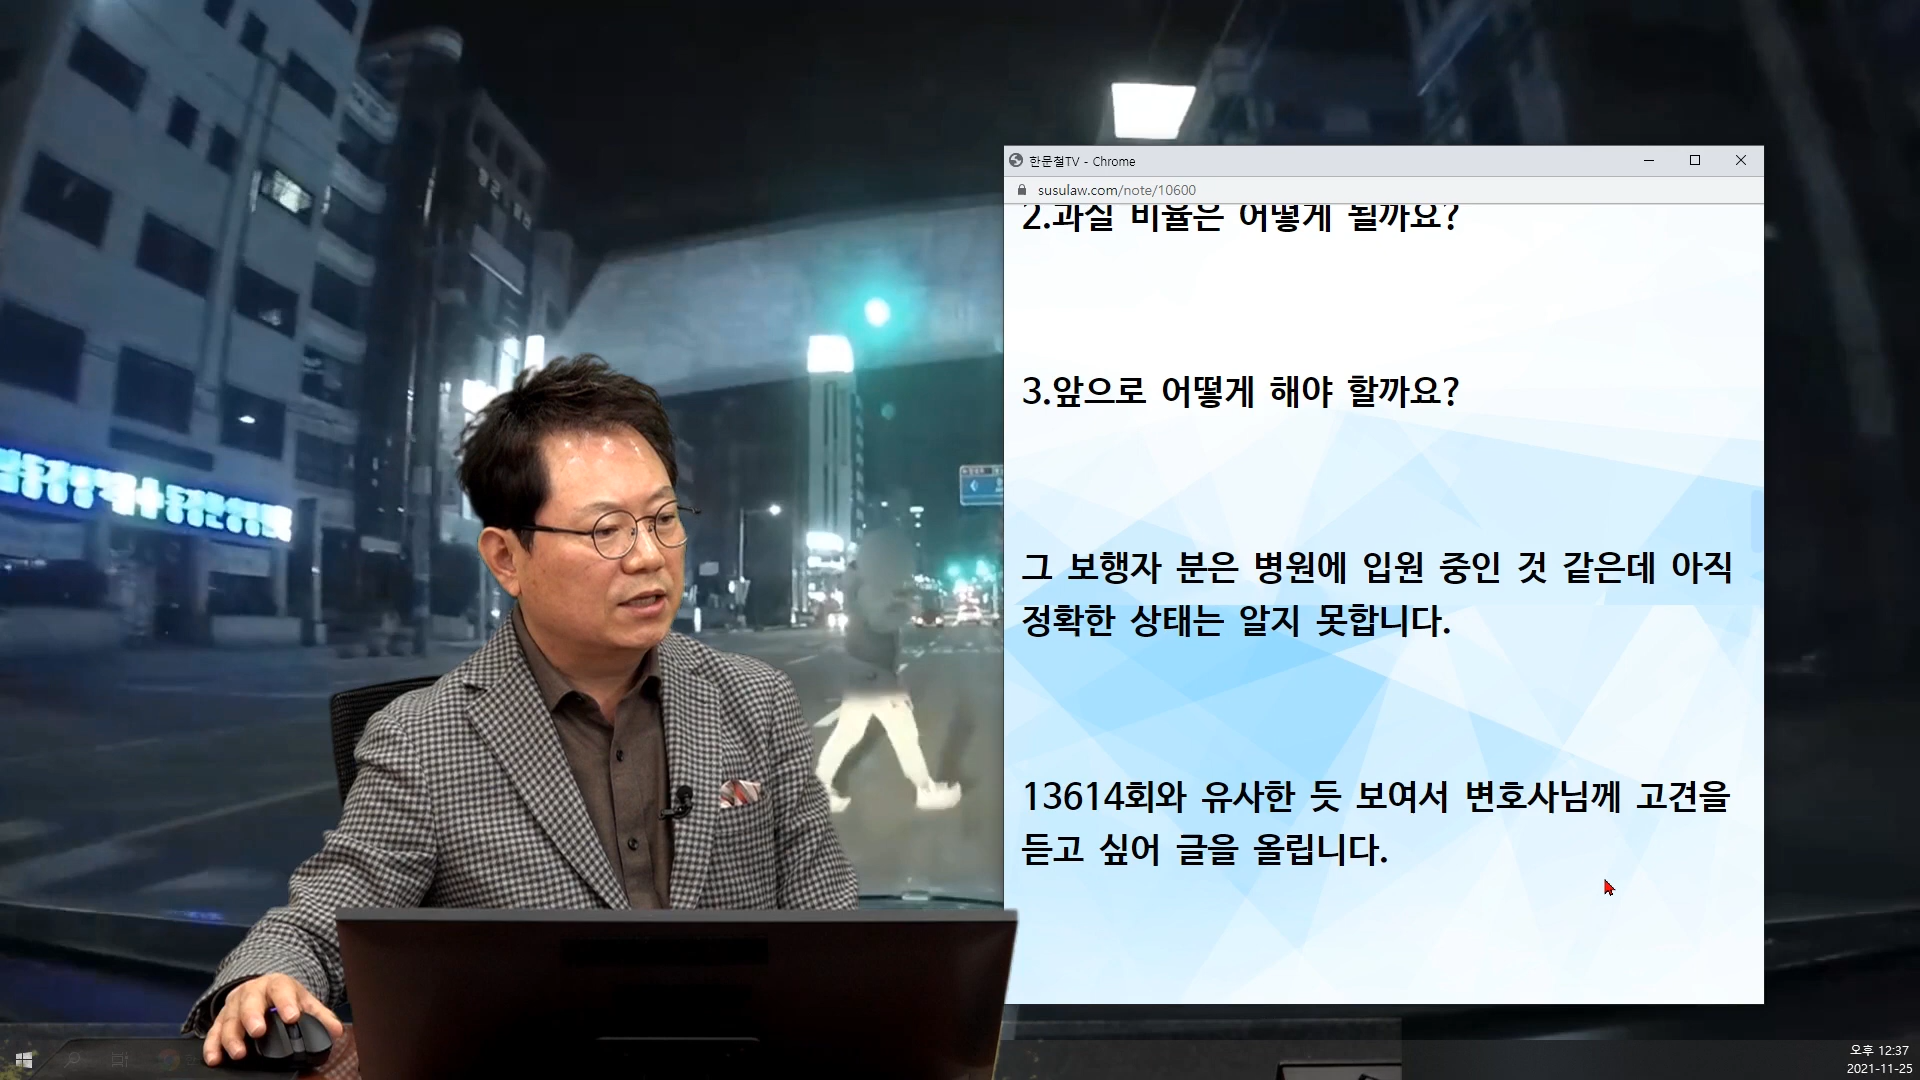 한문철TV - Chrome
susulaw.com/note/10600
2.과실 비율은 어떻게 될까요?
3.앞으로 어떻게 해야 할까요?
그 보행자 분은 병원에 입원 중인 것 같은데 아직
정확한 상태는 알지 못합니다.
13614회와 유사한 듯 보여서 변호사님께 고견을
듣고 싶어 글을 올립니다.
오후 12:37
2021-11-25